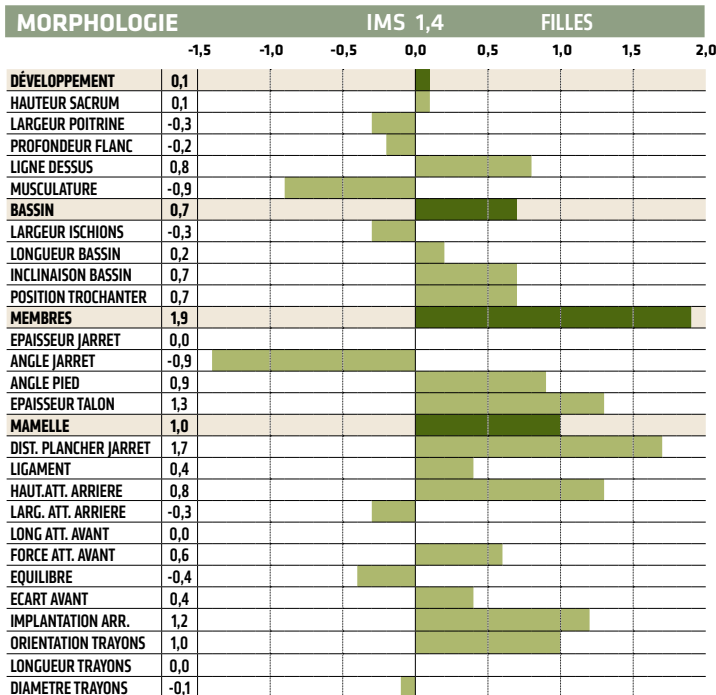 MORPHOLOGIE IMS 1,4 FILLES
-1,5 -1,0 -0,5 0,0 0,5 1,0 1,5 2,0
DÉVELOPPEMENT 0,1
HAUTEUR SACRUM 0,1
LARGEUR POITRINE -0,3
PROFONDEUR FLANC -0,2
LIGNE DESSUS 0,8
MUSCULATURE -0,9
BASSIN 0,7
LARGEUR ISCHIONS -0,3
LONGUEUR BASSIN 0,2
INCLINAISON BASSIN 0,7
POSITION TROCHANTER 0,7
MEMBRES 1,9
EPAISSEUR JARRET 0,0
ANGLE JARRET -0,9
ANGLE PIED 0,9
EPAISSEUR TALON 1,3
MAMELLE 1,0
DIST. PLANCHER JARRET 1,7
LIGAMENT 0,4
HAUT.ATT. ARRIERE 0,8
LARG. ATT. ARRIERE -0,3
LONG ATT. AVANT 0,0
FORCE ATT. AVANT 0,6
EQUILIBRE -0,4
ECART AVANT 0,4
IMPLANTATION ARR. 1,2
ORIENTATION TRAYONS 1,0
LONGUEUR TRAYONS 0,0
DIAMETRE TRAYONS -0,1